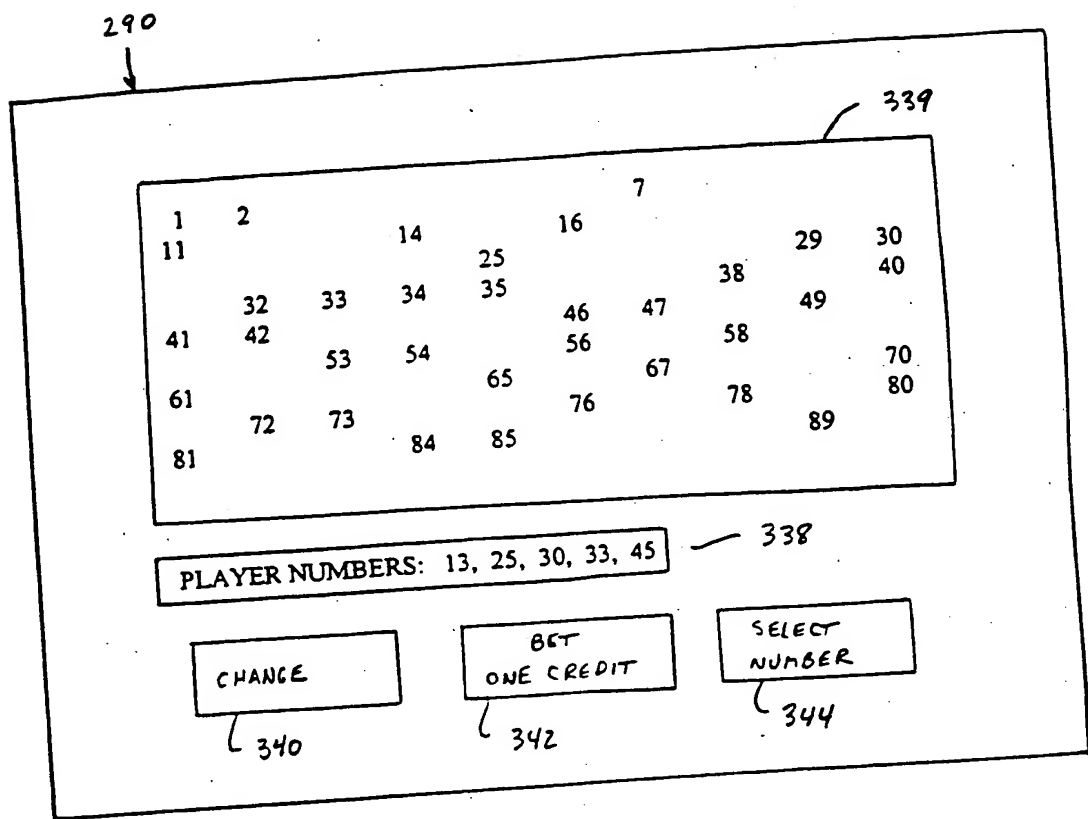 290
339
1 2 7
11 14 16
25 29 30
32 33 34 35 38 40
41 42 46 47 49
53 54 56 58
61 65 67 70
72 73 76 78 80
81 84 85 89
PLAYER NUMBERS: 13, 25, 30, 33, 45
338
CHANGE
BET
ONE CREDIT
SELECT
NUMBER
340
342
344